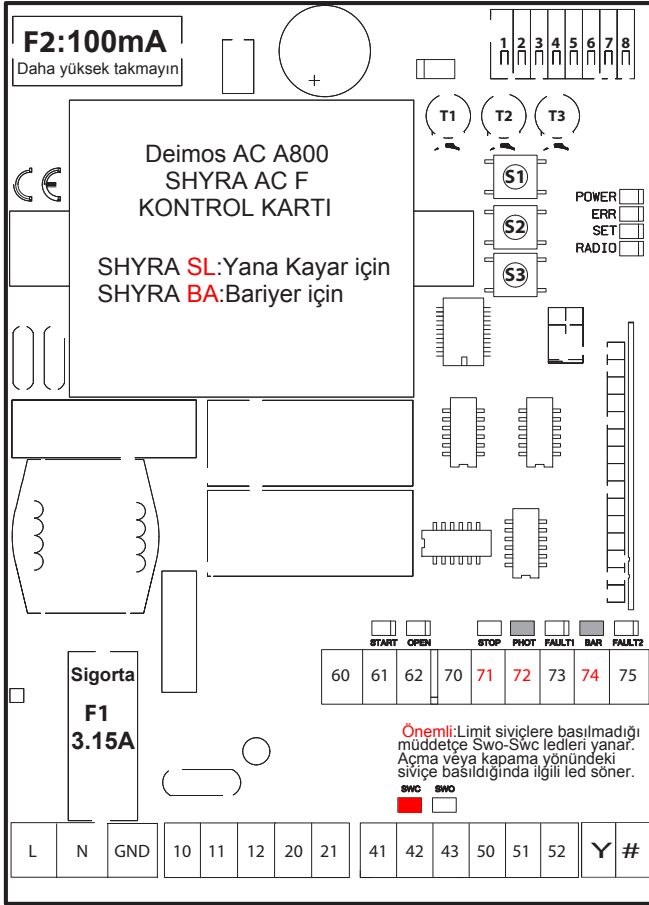 F2:100mA
Daha yüksek takmayın
1 2 3 4 5 6 7 8
+
T1 T2 T3
CE
Deimos AC A800
SHYRA AC F
KONTROL KARTI
SHYRA SL:Yana Kayar için
SHYRA BA:Bariyer için
S1
S2
S3
POWER
ERR
SET
RADIO
START OPEN STOP PHOT FAULT1 BAR FAULT2
60 61 62 70 71 72 73 74 75
Sigorta
F1
3.15A
Önemli:Limit siviçlere basılmadığı
müddetçe Swo-Swc ledleri yanar.
Açma veya kapama yönündeki
siviçe basıldığında ilgili led söner.
SWC SWO
L N GND 10 11 12 20 21 41 42 43 50 51 52 Y #